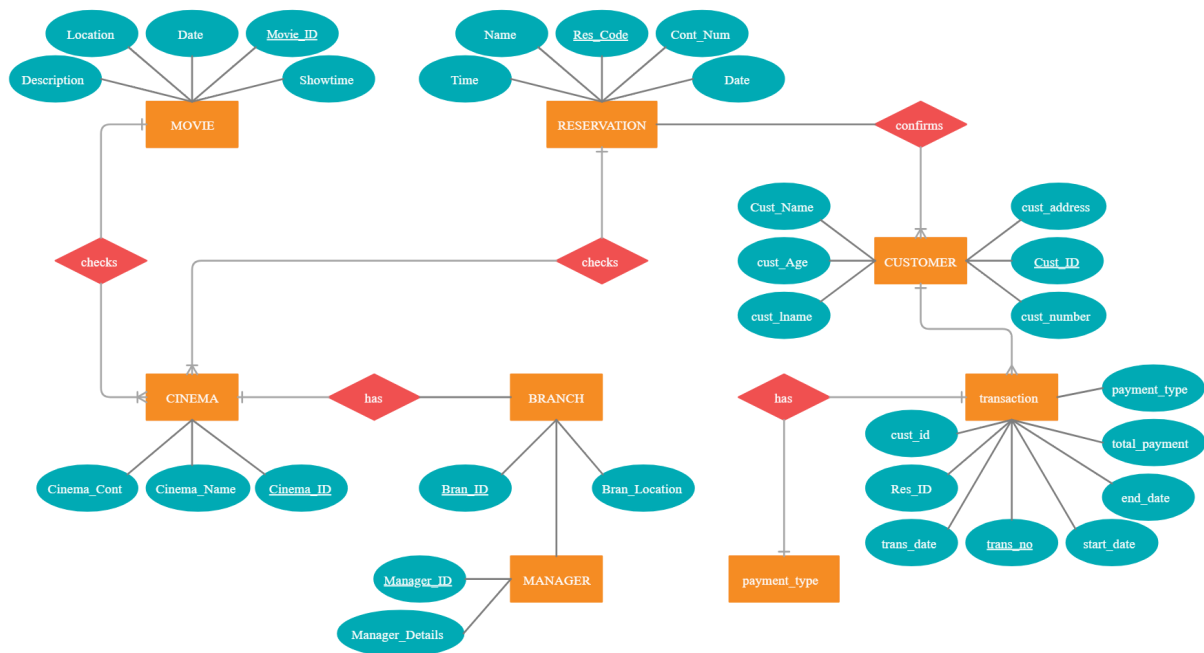 Location
Date
Movie_ID
Description
Showtime
MOVIE
Name
Res_Code
Cont_Num
Time
Date
RESERVATION
confirms
checks
checks
Cust_Name
cust_address
cust_Age
CUSTOMER
Cust_ID
cust_lname
cust_number
CINEMA
has
BRANCH
has
transaction
payment_type
Cinema_Cont
Cinema_Name
Cinema_ID
Bran_ID
Bran_Location
cust_id
total_payment
Res_ID
end_date
trans_date
trans_no
start_date
Manager_ID
MANAGER
payment_type
Manager_Details